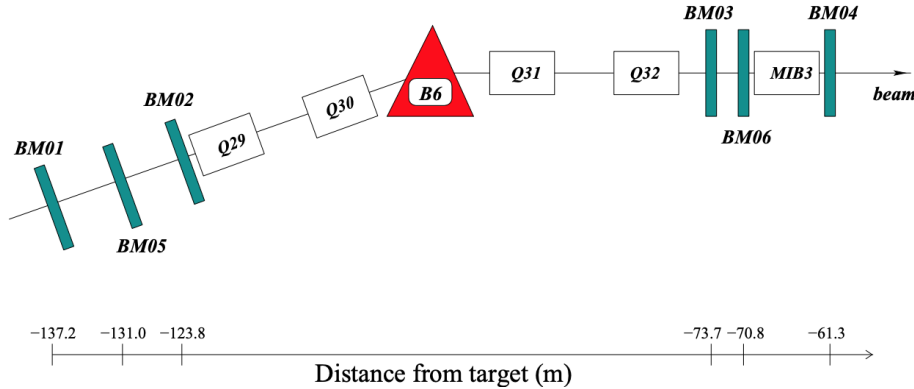 BM01
BM05
BM02
Q29
Q30
B6
Q31
Q32
BM03
BM06
MIB3
BM04
beam
−137.2
−131.0
−123.8
−73.7
−70.8
−61.3
Distance from target (m)